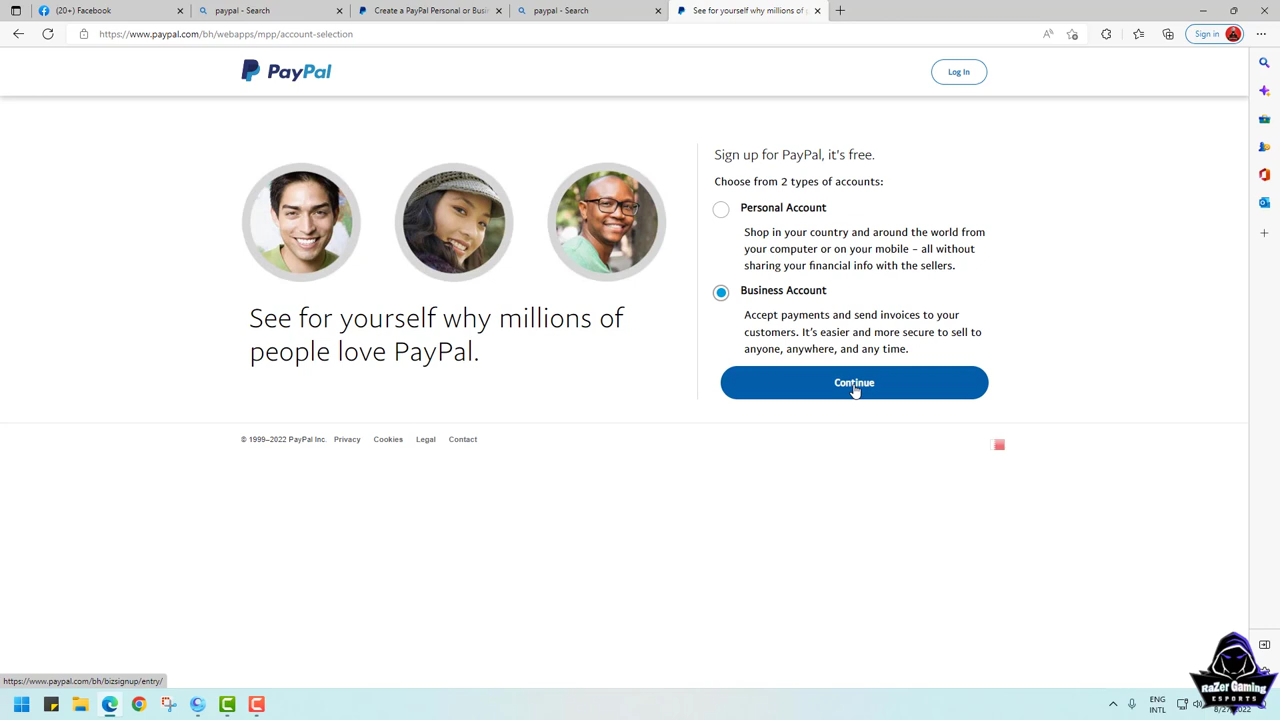 (20+) Facebook
paypal - Search
Create a PayPal Personal or Busin
paypal - Search
See for yourself why millions of p
https://www.paypal.com/bh/webapps/mpp/account-selection
Sign in
PayPal
Log In
Sign up for PayPal, it's free.
Choose from 2 types of accounts:
Personal Account
Shop in your country and around the world from
your computer or on your mobile – all without
sharing your financial info with the sellers.
Business Account
Accept payments and send invoices to your
customers. It's easier and more secure to sell to
anyone, anywhere, and any time.
Continue
See for yourself why millions of
people love PayPal.
© 1999–2022 PayPal Inc. Privacy Cookies Legal Contact
https://www.paypal.com/bh/bizsignup/entry/
ENG
INTL
RaZer Gaming
ESPORTS